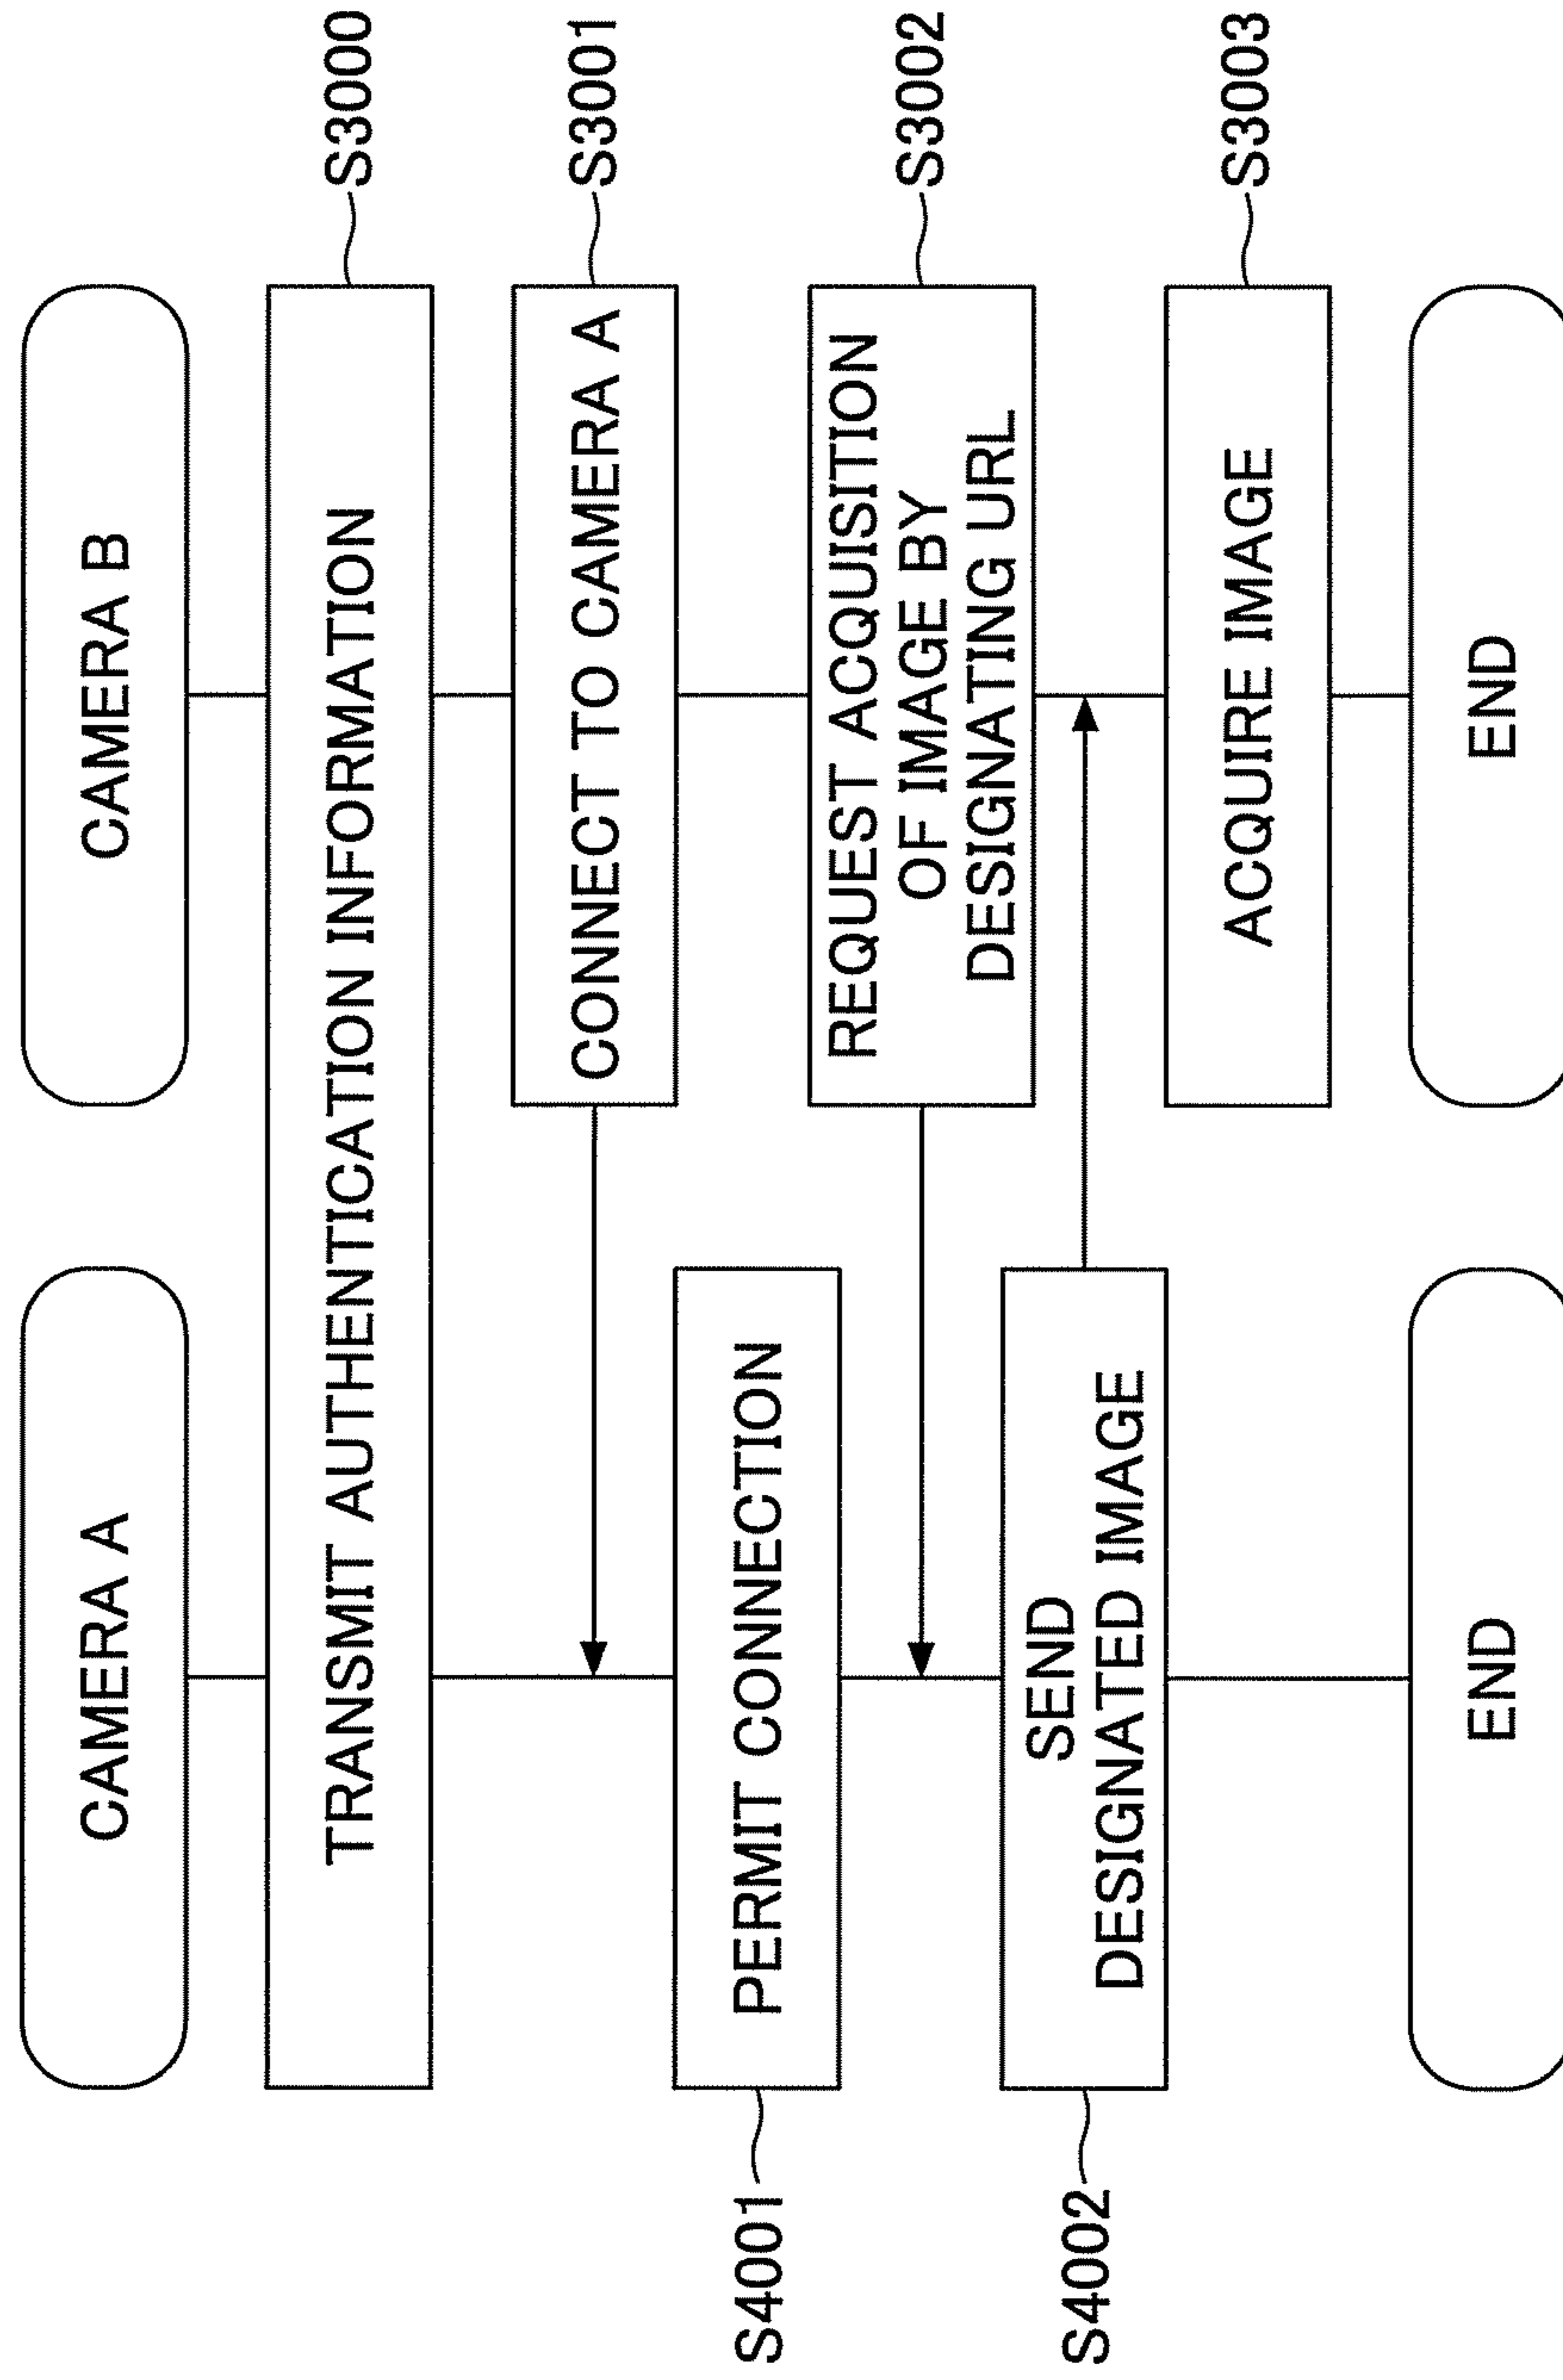 CAMERA A
CAMERA B
TRANSMIT AUTHENTICATION INFORMATION
S3000
CONNECT TO CAMERA A
S3001
S4001
PERMIT CONNECTION
REQUEST ACQUISITION
OF IMAGE BY
DESIGNATING URL
S3002
S4002
SEND
DESIGNATED IMAGE
ACQUIRE IMAGE
S3003
END
END